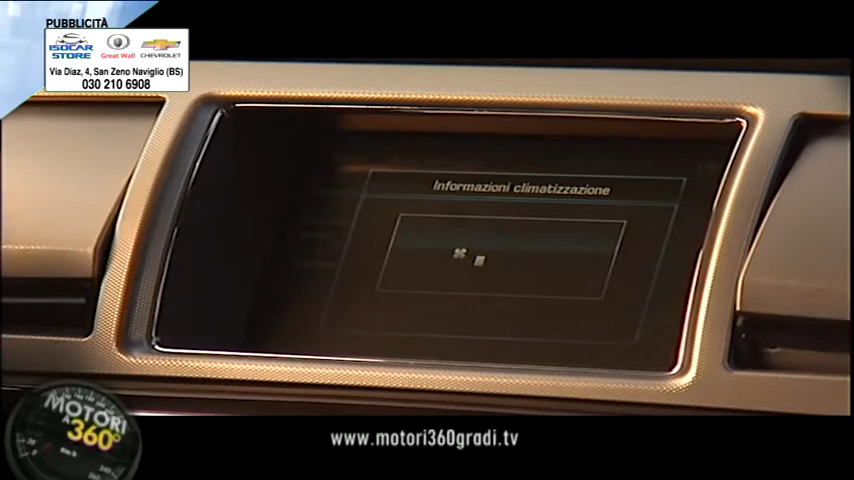 PUBBLICITÀ
ISOCAR STORE
Great Wall
CHEVROLET
Via Diaz, 4, San Zeno Naviglio (BS)
030 210 6908
Informazioni climatizzazione
MOTORI
A 360°
Km/h
www.motori360gradi.tv